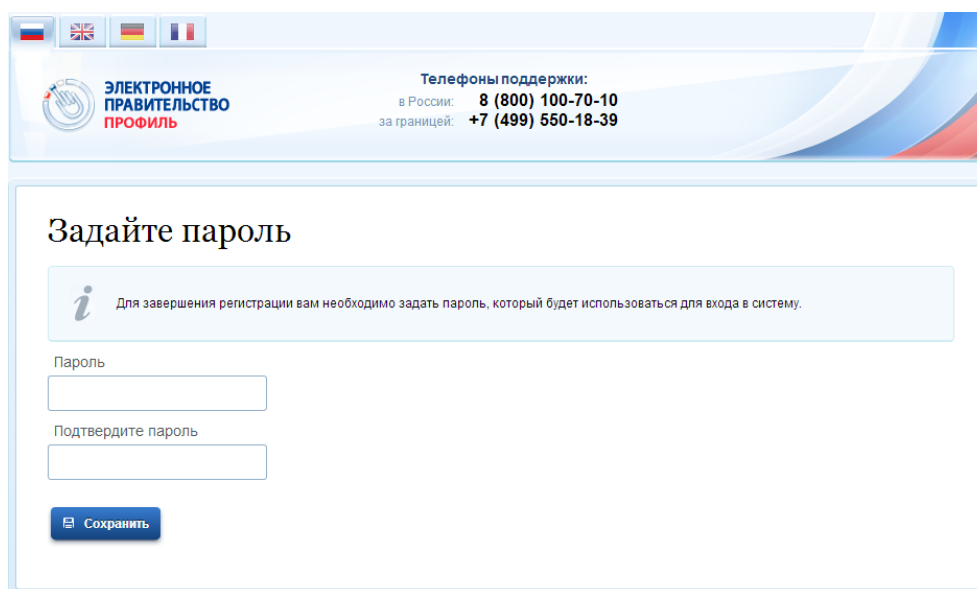 ЭЛЕКТРОННОЕ
ПРАВИТЕЛЬСТВО
ПРОФИЛЬ
Телефоны поддержки:
в России: 8 (800) 100-70-10
за границей: +7 (499) 550-18-39
Задайте пароль
Для завершения регистрации вам необходимо задать пароль, который будет использоваться для входа в систему.
Пароль
Подтвердите пароль
Сохранить